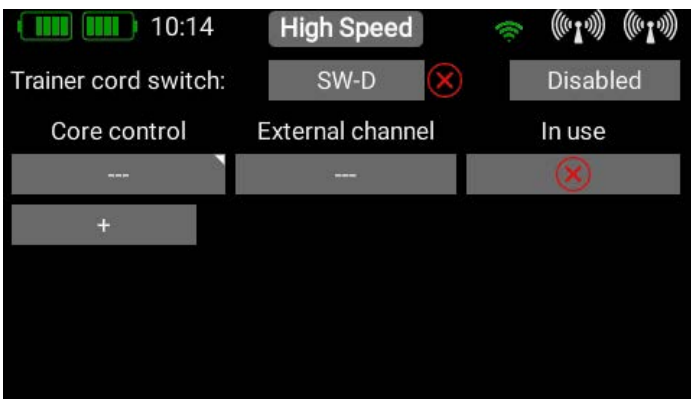 10:14 High Speed
Trainer cord switch: SW-D Disabled
Core control External channel In use
--- ---
+